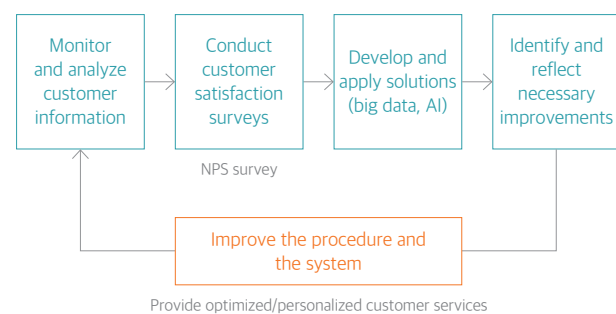 Monitor
and analyze
customer
information
Conduct
customer
satisfaction
surveys
Develop and
apply solutions
(big data, AI)
Identify and
reflect
necessary
improvements
NPS survey
Improve the procedure and
the system
Provide optimized/personalized customer services